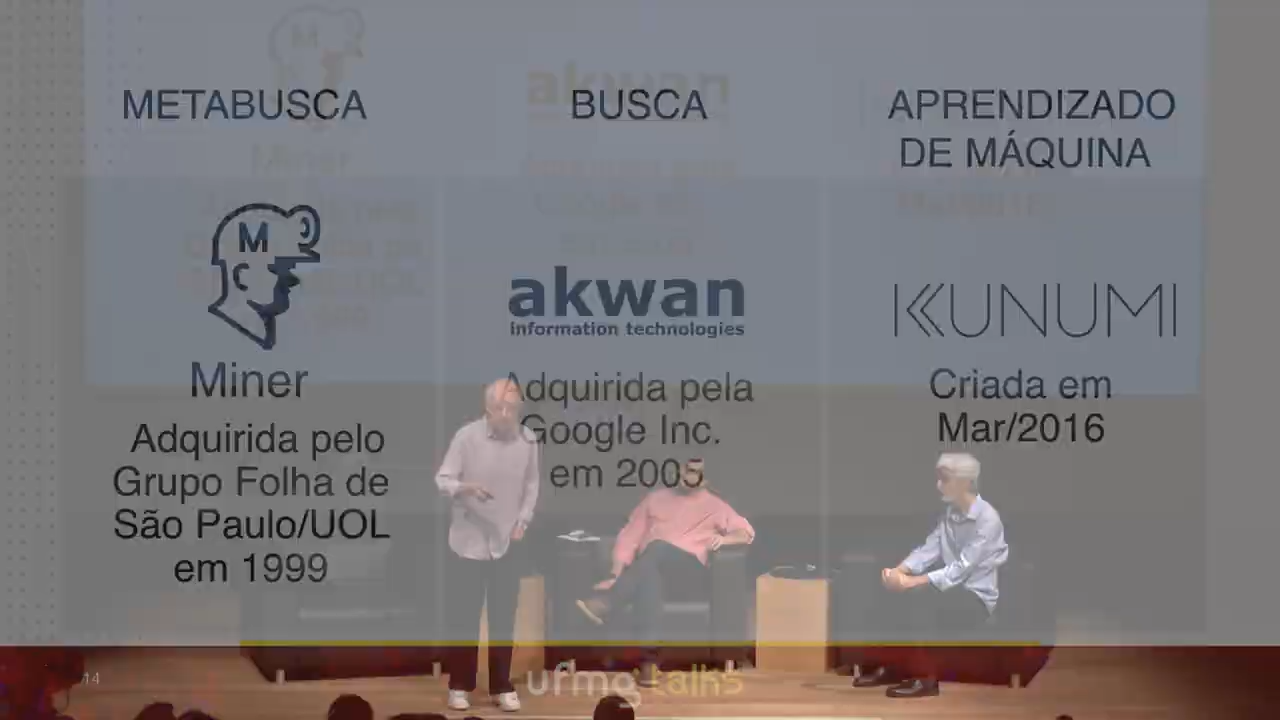 METABUSCA
M
Miner
Adquirida pelo
Grupo Folha de
São Paulo/UOL
em 1999
BUSCA
akwan
information technologies
Adquirida pela
Google Inc.
em 2005
APRENDIZADO
DE MÁQUINA
KUNUMI
Criada em
Mar/2016
14
ufmg talks